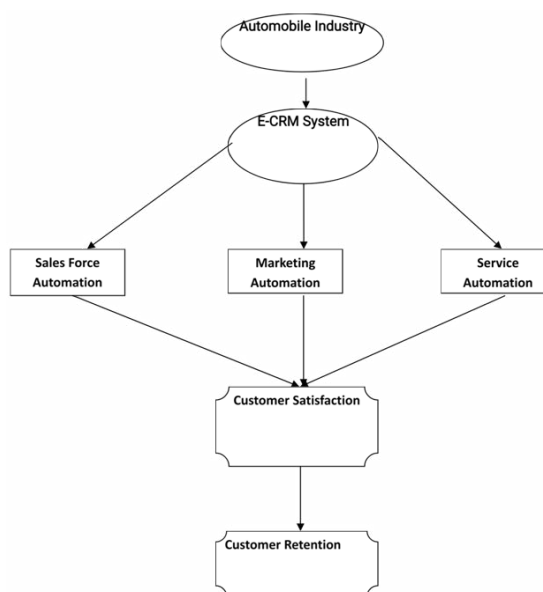 Automobile Industry
E-CRM System
Sales Force
Automation
Marketing
Automation
Service
Automation
Customer Satisfaction
Customer Retention